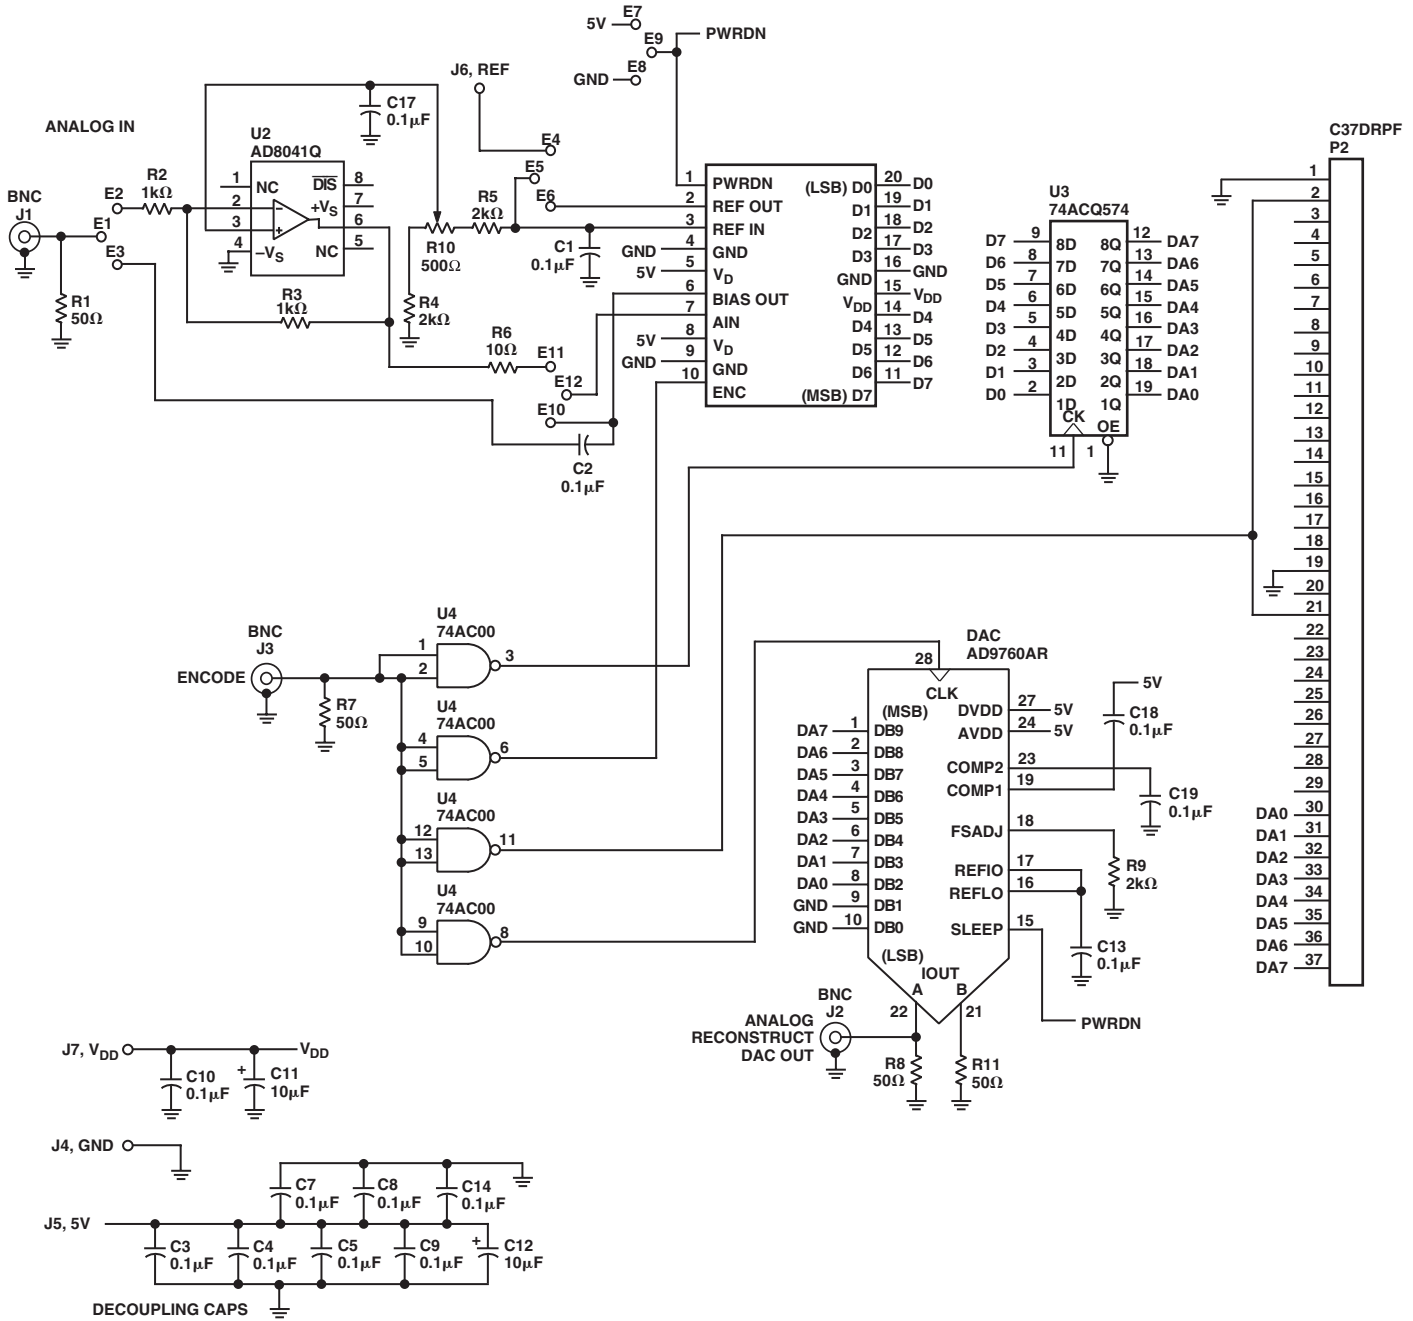 5V
E7
E9
PWRDN
GND
E8
J6, REF
C17
0.1µF
ANALOG IN
U2
AD8041Q
C37DRPF
P2
E4
E5
E6
BNC
J1
E2
R2
1kΩ
E1
E3
1
NC
2
3
4
–VS
DIS
8
+VS
7
6
NC
5
R5
2kΩ
R10
500Ω
C1
0.1µF
R1
50Ω
R3
1kΩ
R4
2kΩ
R6
10Ω
E11
E12
E10
C2
0.1µF
1
PWRDN
2
REF OUT
3
REF IN
GND
4
GND
5V
5
VD
6
BIAS OUT
7
AIN
5V
8
VD
GND
9
GND
10
ENC
(LSB) D0
20
D0
D1
19
D1
D2
18
D2
D3
17
D3
GND
16
GND
VDD
15
VDD
D4
14
D4
D5
13
D5
D6
12
D6
(MSB) D7
11
D7
U3
74ACQ574
D7
9
8D
8Q
12
DA7
D6
8
7D
7Q
13
DA6
D5
7
6D
6Q
14
DA5
D4
6
5D
5Q
15
DA4
D3
5
4D
4Q
16
DA3
D2
4
3D
3Q
17
DA2
D1
3
2D
2Q
18
DA1
D0
2
1D
1Q
19
DA0
CK
OE
11
1
1
2
3
4
5
6
7
8
9
10
11
12
13
14
15
16
17
18
19
20
21
22
23
24
25
26
27
28
29
DA0
30
DA1
31
DA2
32
DA3
33
DA4
34
DA5
35
DA6
36
DA7
37
BNC
J3
ENCODE
R7
50Ω
U4
74AC00
1
2
3
U4
74AC00
4
5
6
U4
74AC00
12
13
11
U4
74AC00
9
10
8
DAC
AD9760AR
28
CLK
(MSB)
DA7
1
DB9
DA6
2
DB8
DA5
3
DB7
DA4
4
DB6
DA3
5
DB5
DA2
6
DB4
DA1
7
DB3
DA0
8
DB2
GND
9
DB1
GND
10
DB0
(LSB)
DVDD
27
5V
AVDD
24
5V
COMP2
23
COMP1
19
FSADJ
18
REFIO
17
REFLO
16
SLEEP
15
5V
C18
0.1µF
C19
0.1µF
R9
2kΩ
C13
0.1µF
PWRDN
IOUT
A
B
22
21
BNC
J2
ANALOG
RECONSTRUCT
DAC OUT
R8
50Ω
R11
50Ω
J7, VDD
VDD
C10
0.1µF
+
C11
10µF
J4, GND
C7
0.1µF
C8
0.1µF
C14
0.1µF
J5, 5V
C3
0.1µF
C4
0.1µF
C5
0.1µF
C9
0.1µF
+
C12
10µF
DECOUPLING CAPS